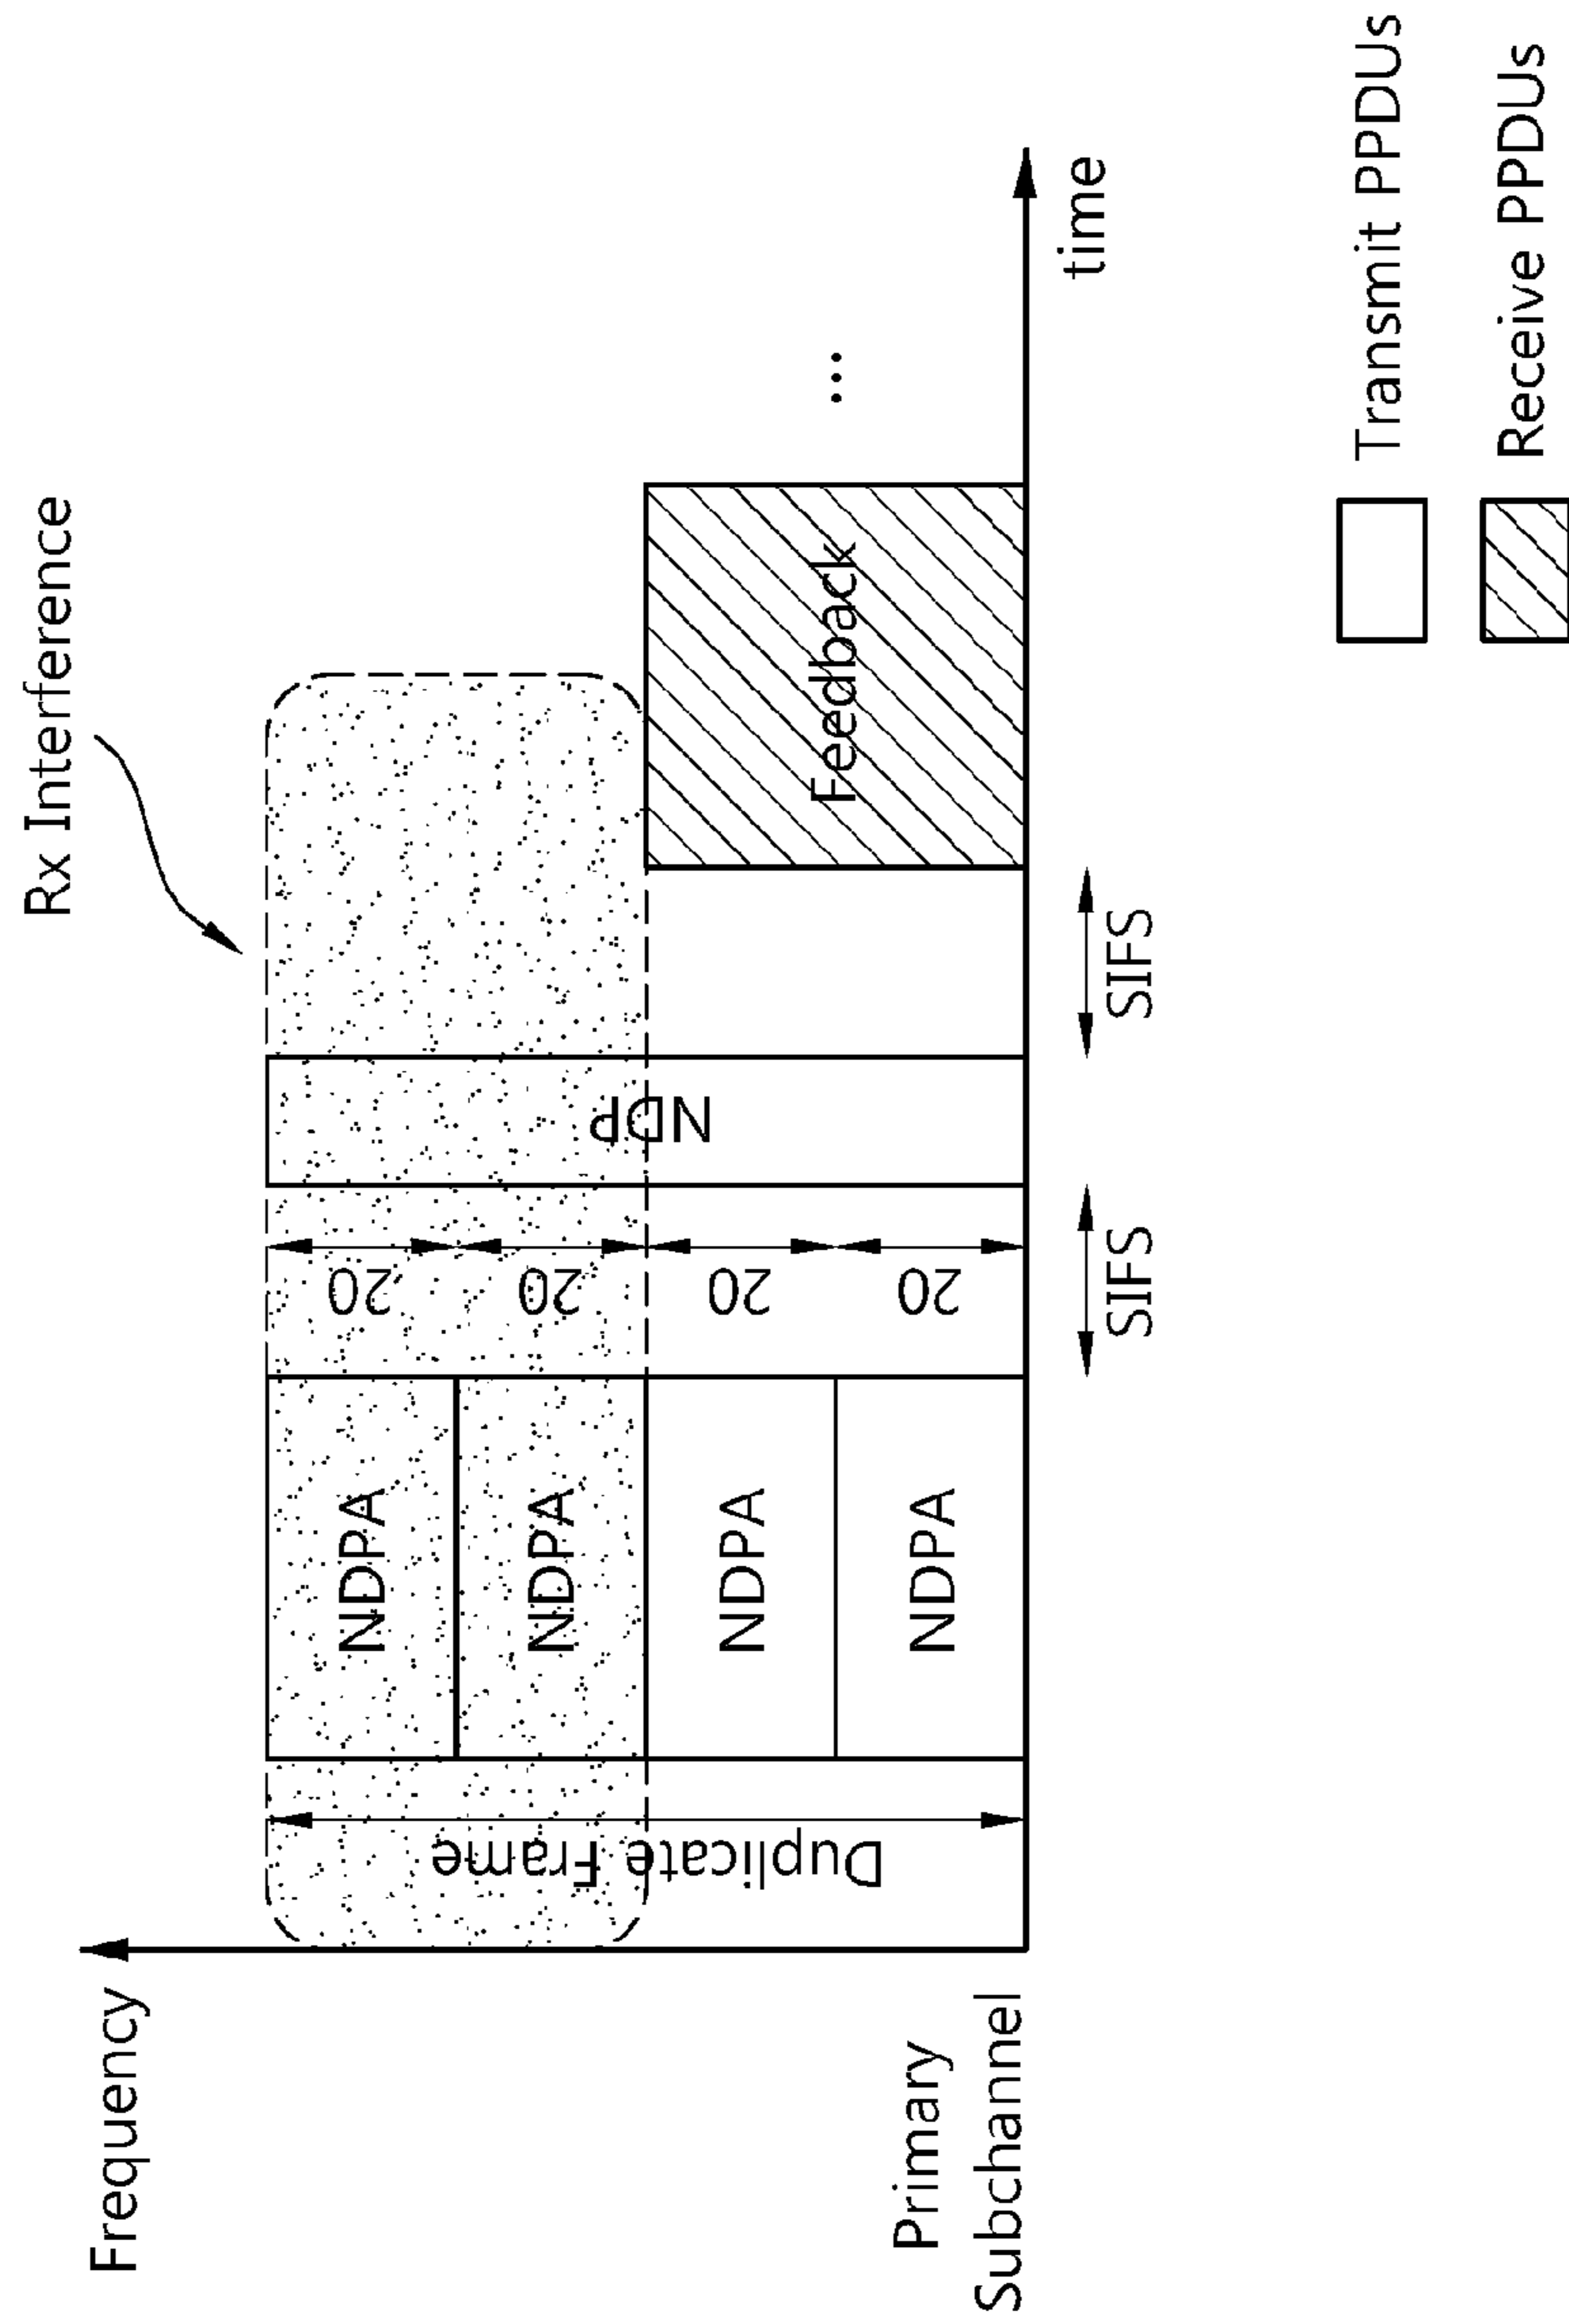 Rx Interference
Frequency
Duplicate Frame
NDPA
NDPA
NDPA
NDPA
20
20
20
20
NDP
Feedback
...
Primary
Subchannel
SIFS
SIFS
time
Transmit PPDUs
Receive PPDUs